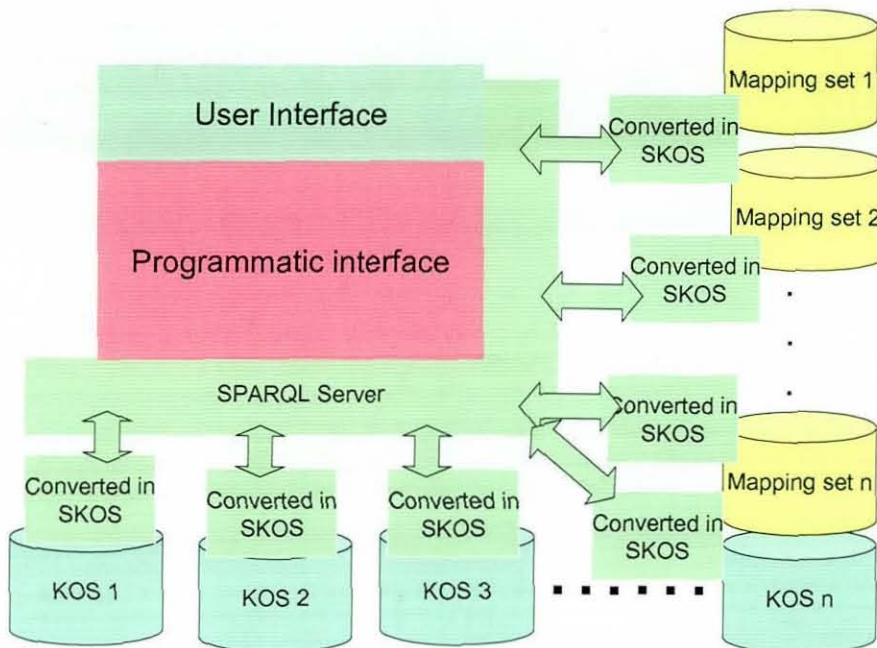 User Interface
Programmatic interface
SPARQL Server
Converted in
SKOS
Mapping set 1
Converted in
SKOS
Mapping set 2
Converted in
SKOS
Mapping set n
Converted in
SKOS
KOS n
Converted in
SKOS
KOS 1
Converted in
SKOS
KOS 2
Converted in
SKOS
KOS 3